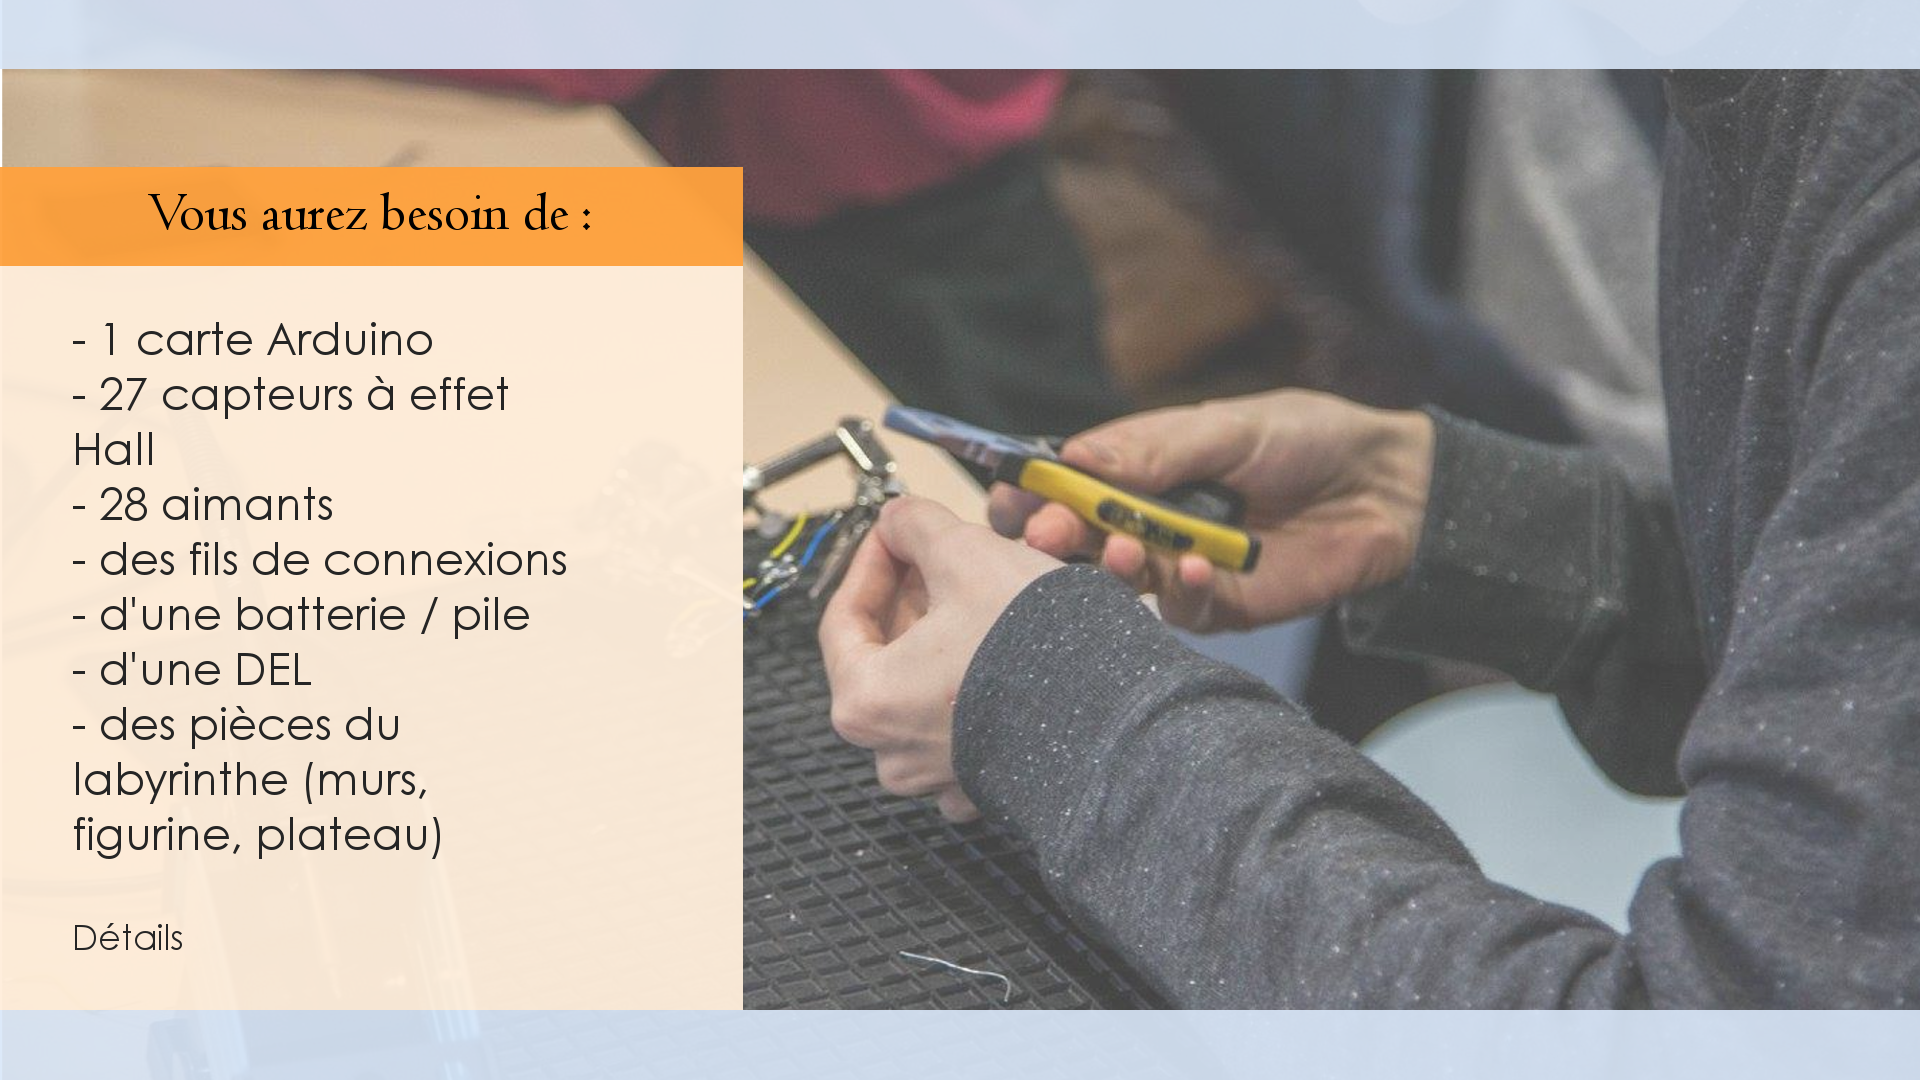 Vous aurez besoin de :
- 1 carte Arduino
- 27 capteurs à effet
Hall
- 28 aimants
- des fils de connexions
- d'une batterie / pile
- d'une DEL
- des pièces du
labyrinthe (murs,
figurine, plateau)
Détails